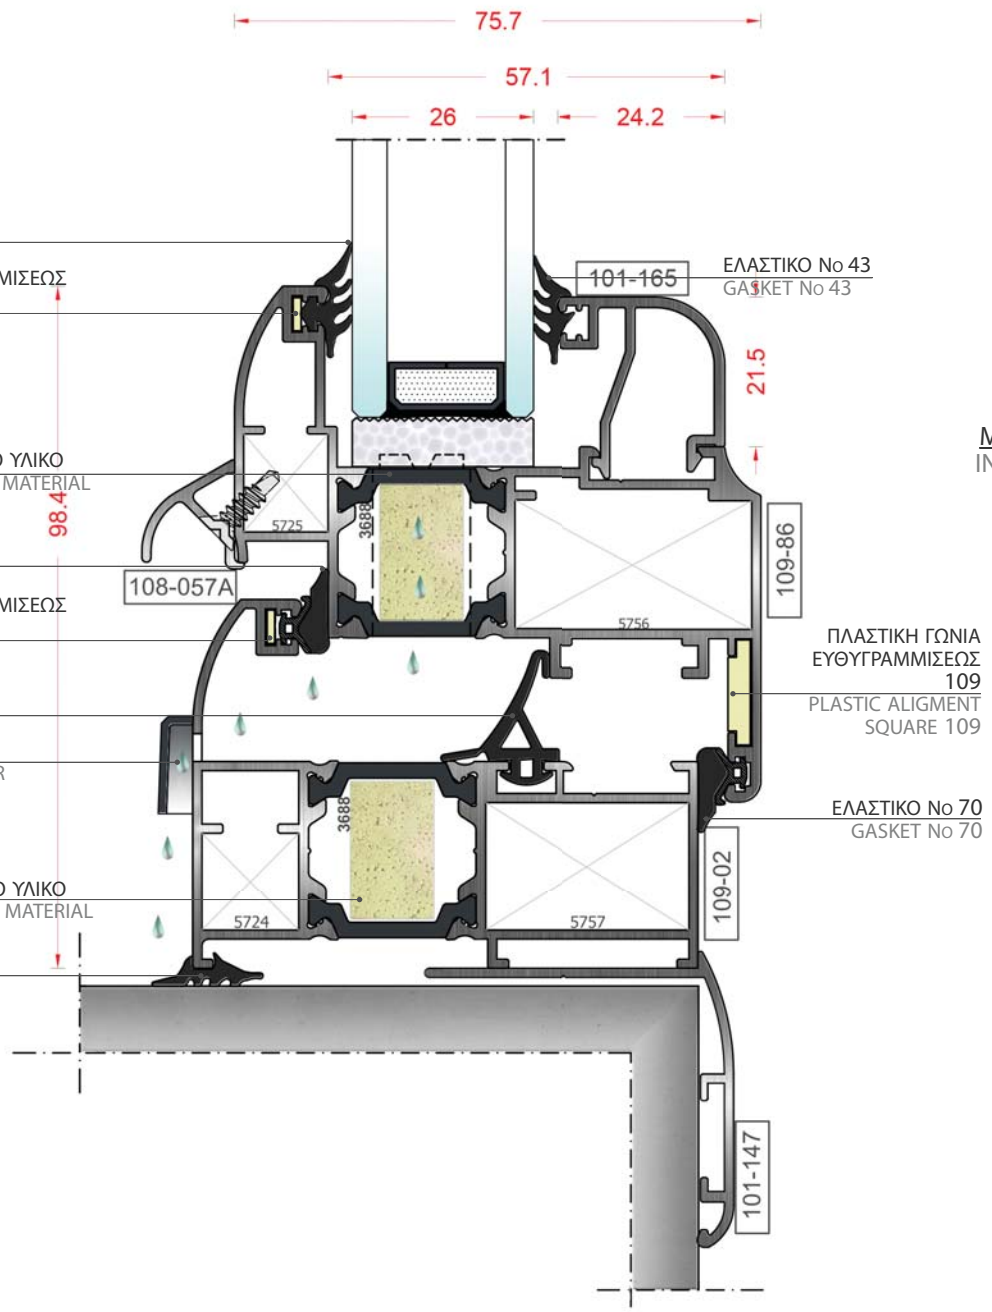 75.7
57.1
26
24.2
ΕΛΑΣΤΙΚΟ No 43
GASKET No 43
101-165
ΜΙΣΕΩΣ
21.5
Μ
IN
Ο ΥΛΙΚΟ
MATERIAL
98.4
5725
3688
109-86
108-057A
ΜΙΣΕΩΣ
5756
ΠΛΑΣΤΙΚΗ ΓΩΝΙΑ
ΕΥΘΥΓΡΑΜΜΙΣΕΩΣ
109
PLASTIC ALIGMENT
SQUARE 109
R
3688
ΕΛΑΣΤΙΚΟ No 70
GASKET No 70
109-02
Ο ΥΛΙΚΟ
MATERIAL
5724
5757
101-147